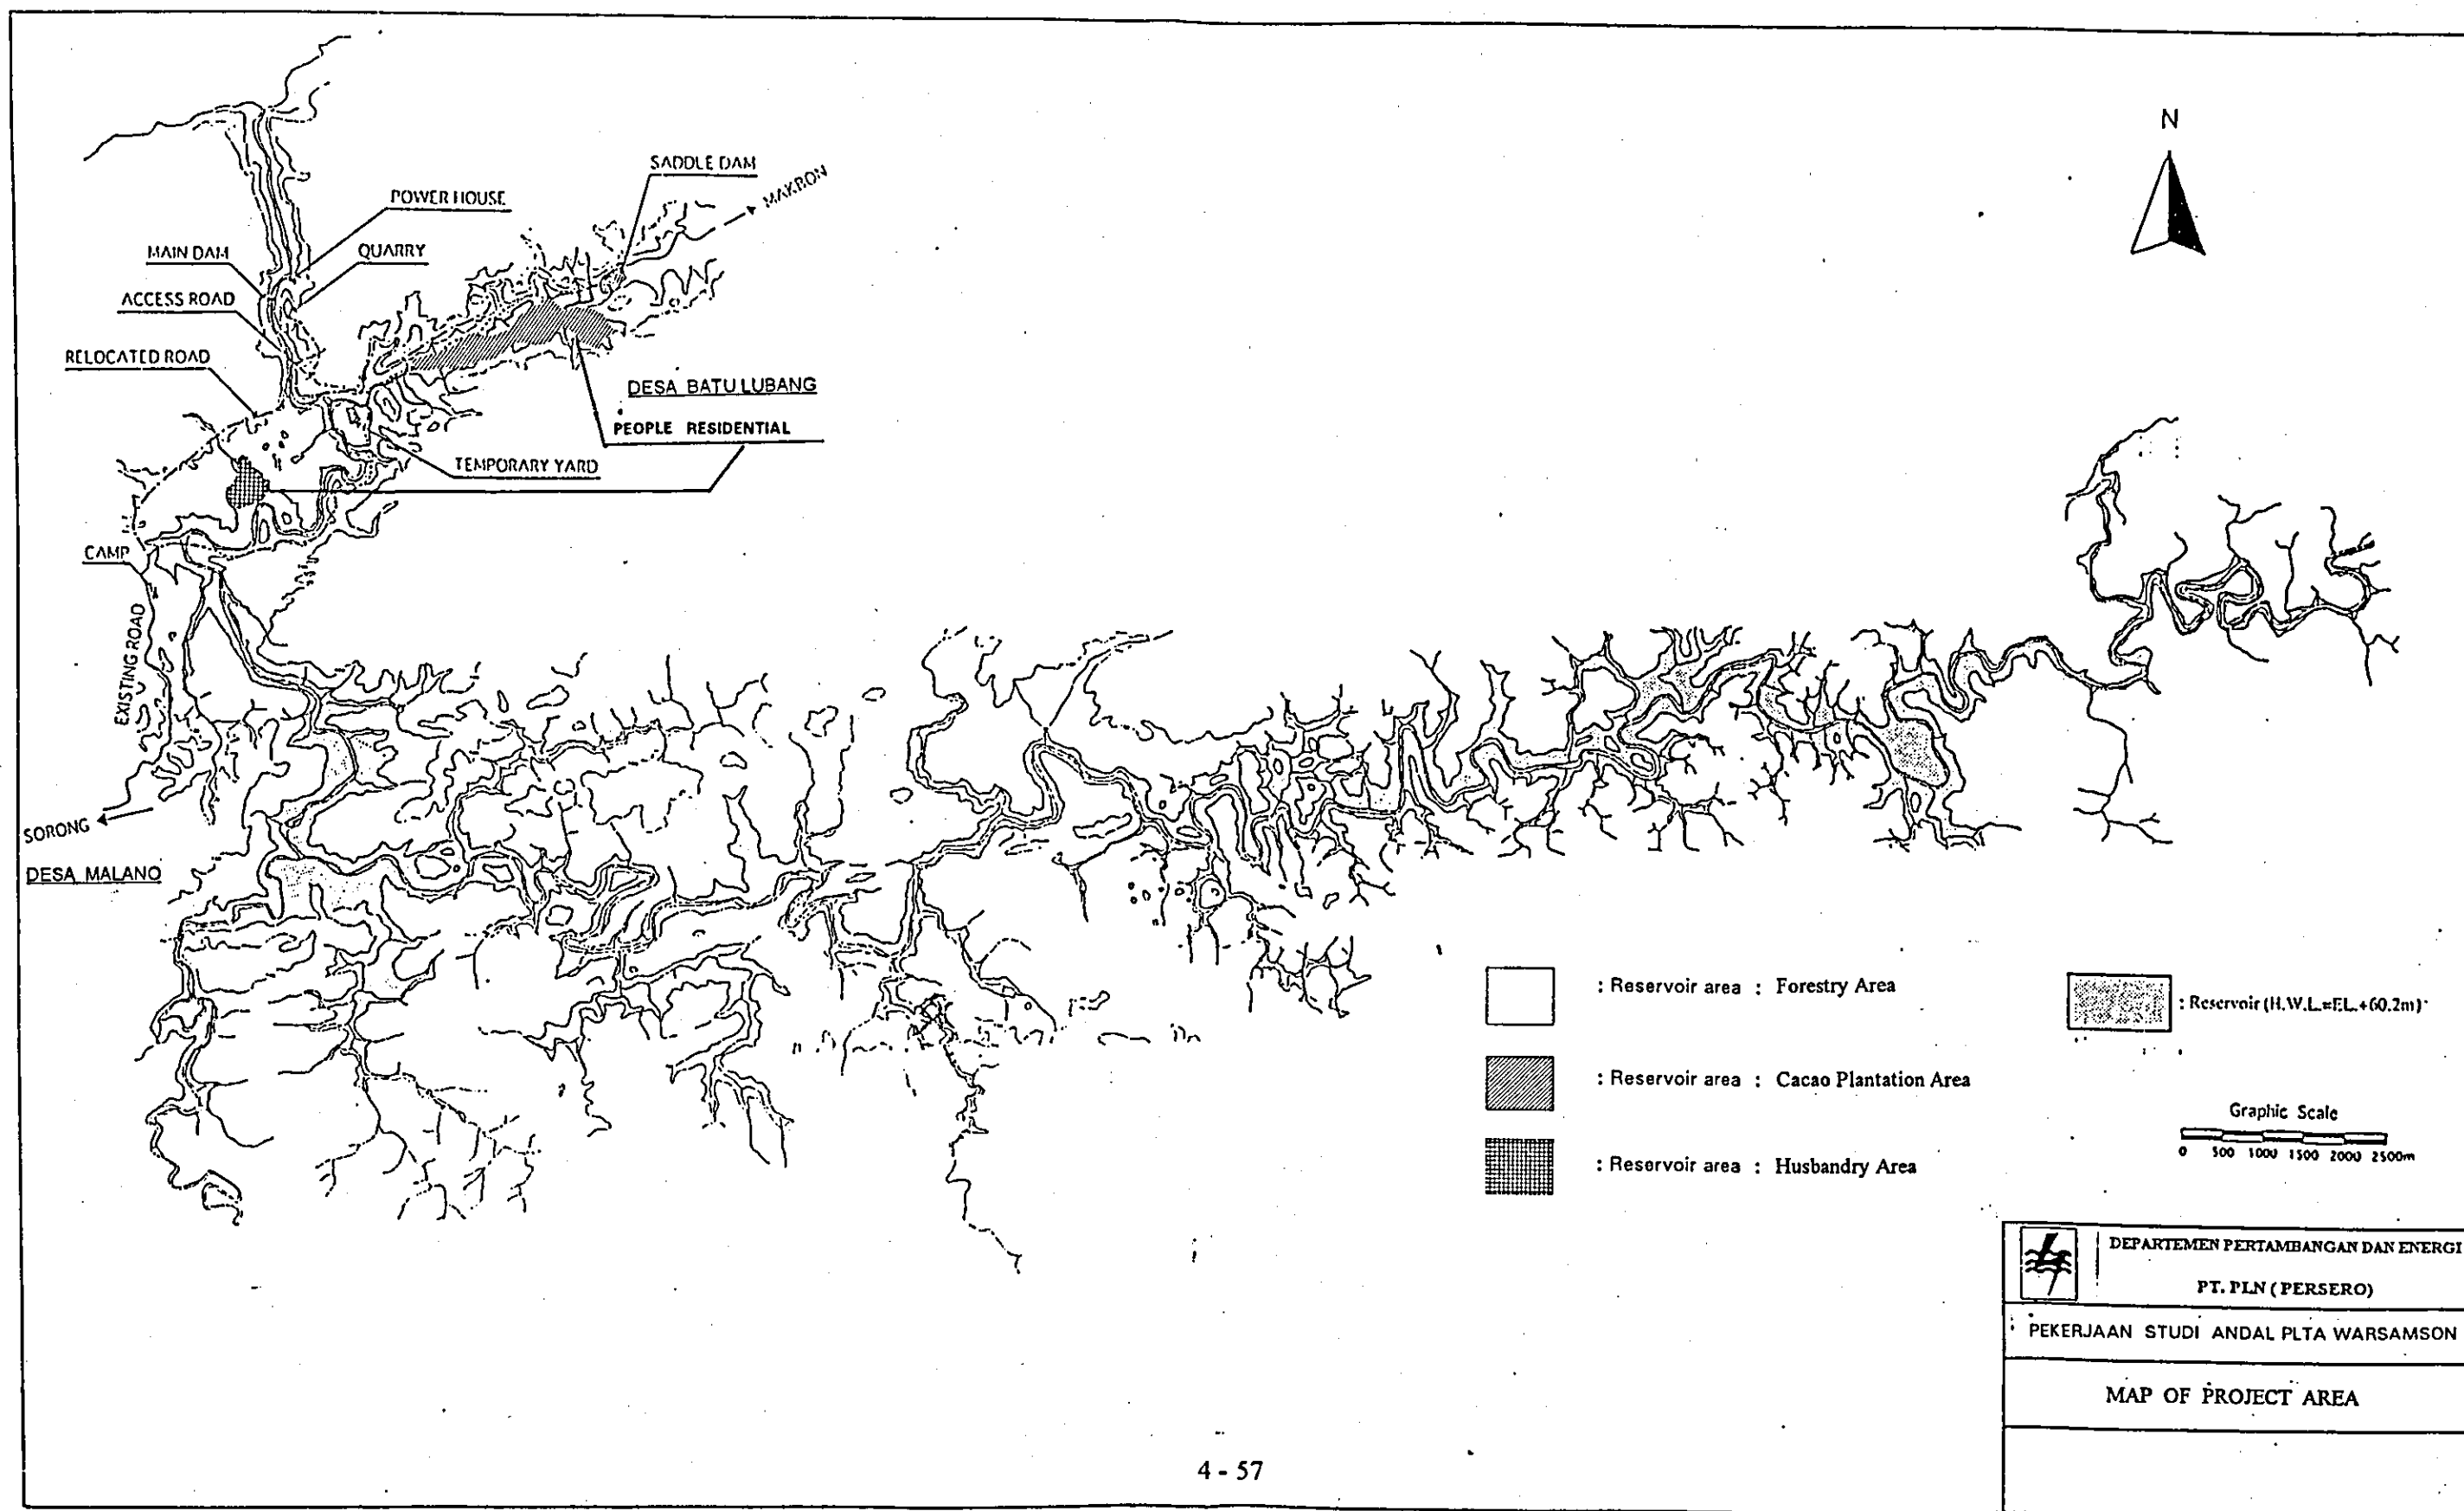 N
SADDLE DAM
MAKRON
POWER HOUSE
MAIN DAM
QUARRY
ACCESS ROAD
RELOCATED ROAD
DESA BATU LUBANG
PEOPLE RESIDENTIAL
TEMPORARY YARD
CAMP
EXISTING ROAD
SORONG
DESA MALANO
: Reservoir area : Forestry Area
: Reservoir (H.W.L.=EL.+60.2m)
: Reservoir area : Cacao Plantation Area
: Reservoir area : Husbandry Area
Graphic Scale
0 500 1000 1500 2000 2500m
DEPARTEMEN PERTAMBANGAN DAN ENERGI
PT. PLN ( PERSERO)
PEKERJAAN STUDI ANDAL PLTA WARSAMSON
MAP OF PROJECT AREA
4 - 57